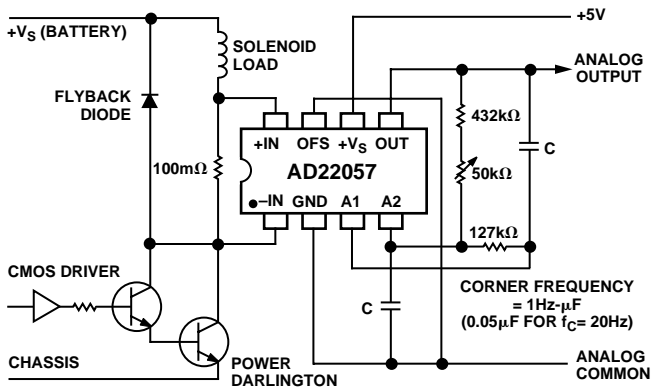 +VS (BATTERY)
SOLENOID
LOAD
+5V
ANALOG
OUTPUT
FLYBACK
DIODE
432kΩ
C
+IN OFS +VS OUT
100mΩ
AD22057
50kΩ
–IN GND A1 A2
127kΩ
CMOS DRIVER
C
CORNER FREQUENCY
= 1Hz-µF
(0.05µF FOR fC= 20Hz)
CHASSIS
POWER
DARLINGTON
ANALOG
COMMON